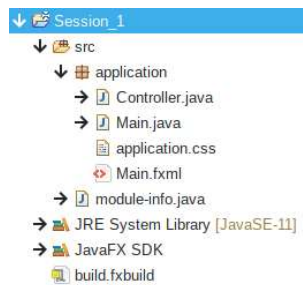 Session_1
src
application
Controller.java
Main.java
application.css
Main.fxml
module-info.java
JRE System Library [JavaSE-11]
JavaFX SDK
build.fxbuild